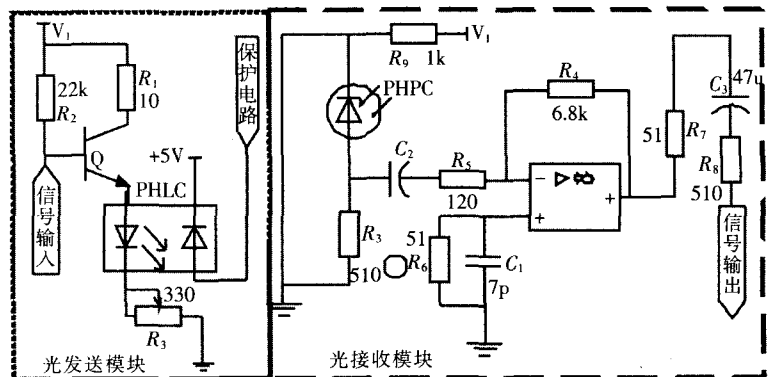 V₁
22k
R₂
R₁
10
Q
信号输入
PHLC
+5V
保护电路
330
R₃
光发送模块
R₉ 1k
V₁
PHPC
C₂
R₅
120
R₄
6.8k
R₃
510
51
R₆
C₁
7p
−
+
▷ ∞
+
51
R₇
C₃
47u
R₈
510
信号输出
光接收模块